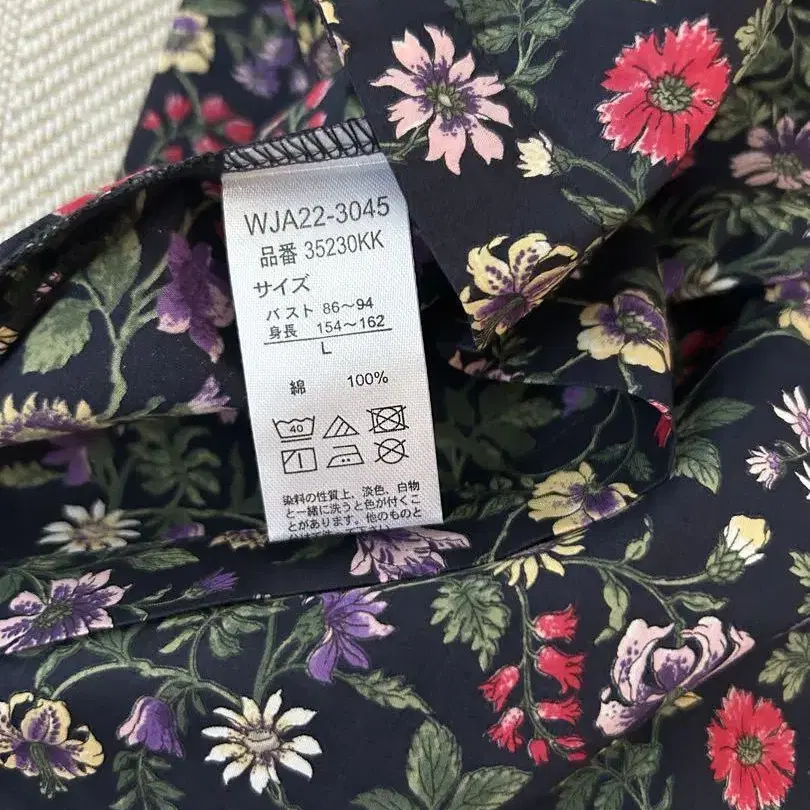 WJA22-3045
品番 35230KK
サイズ
バスト 86〜94
身長 154〜162
L
綿 100%
40
染料の性質上、淡色、白物
と一緒に洗うと色が付くこ
とがあります。他のものと